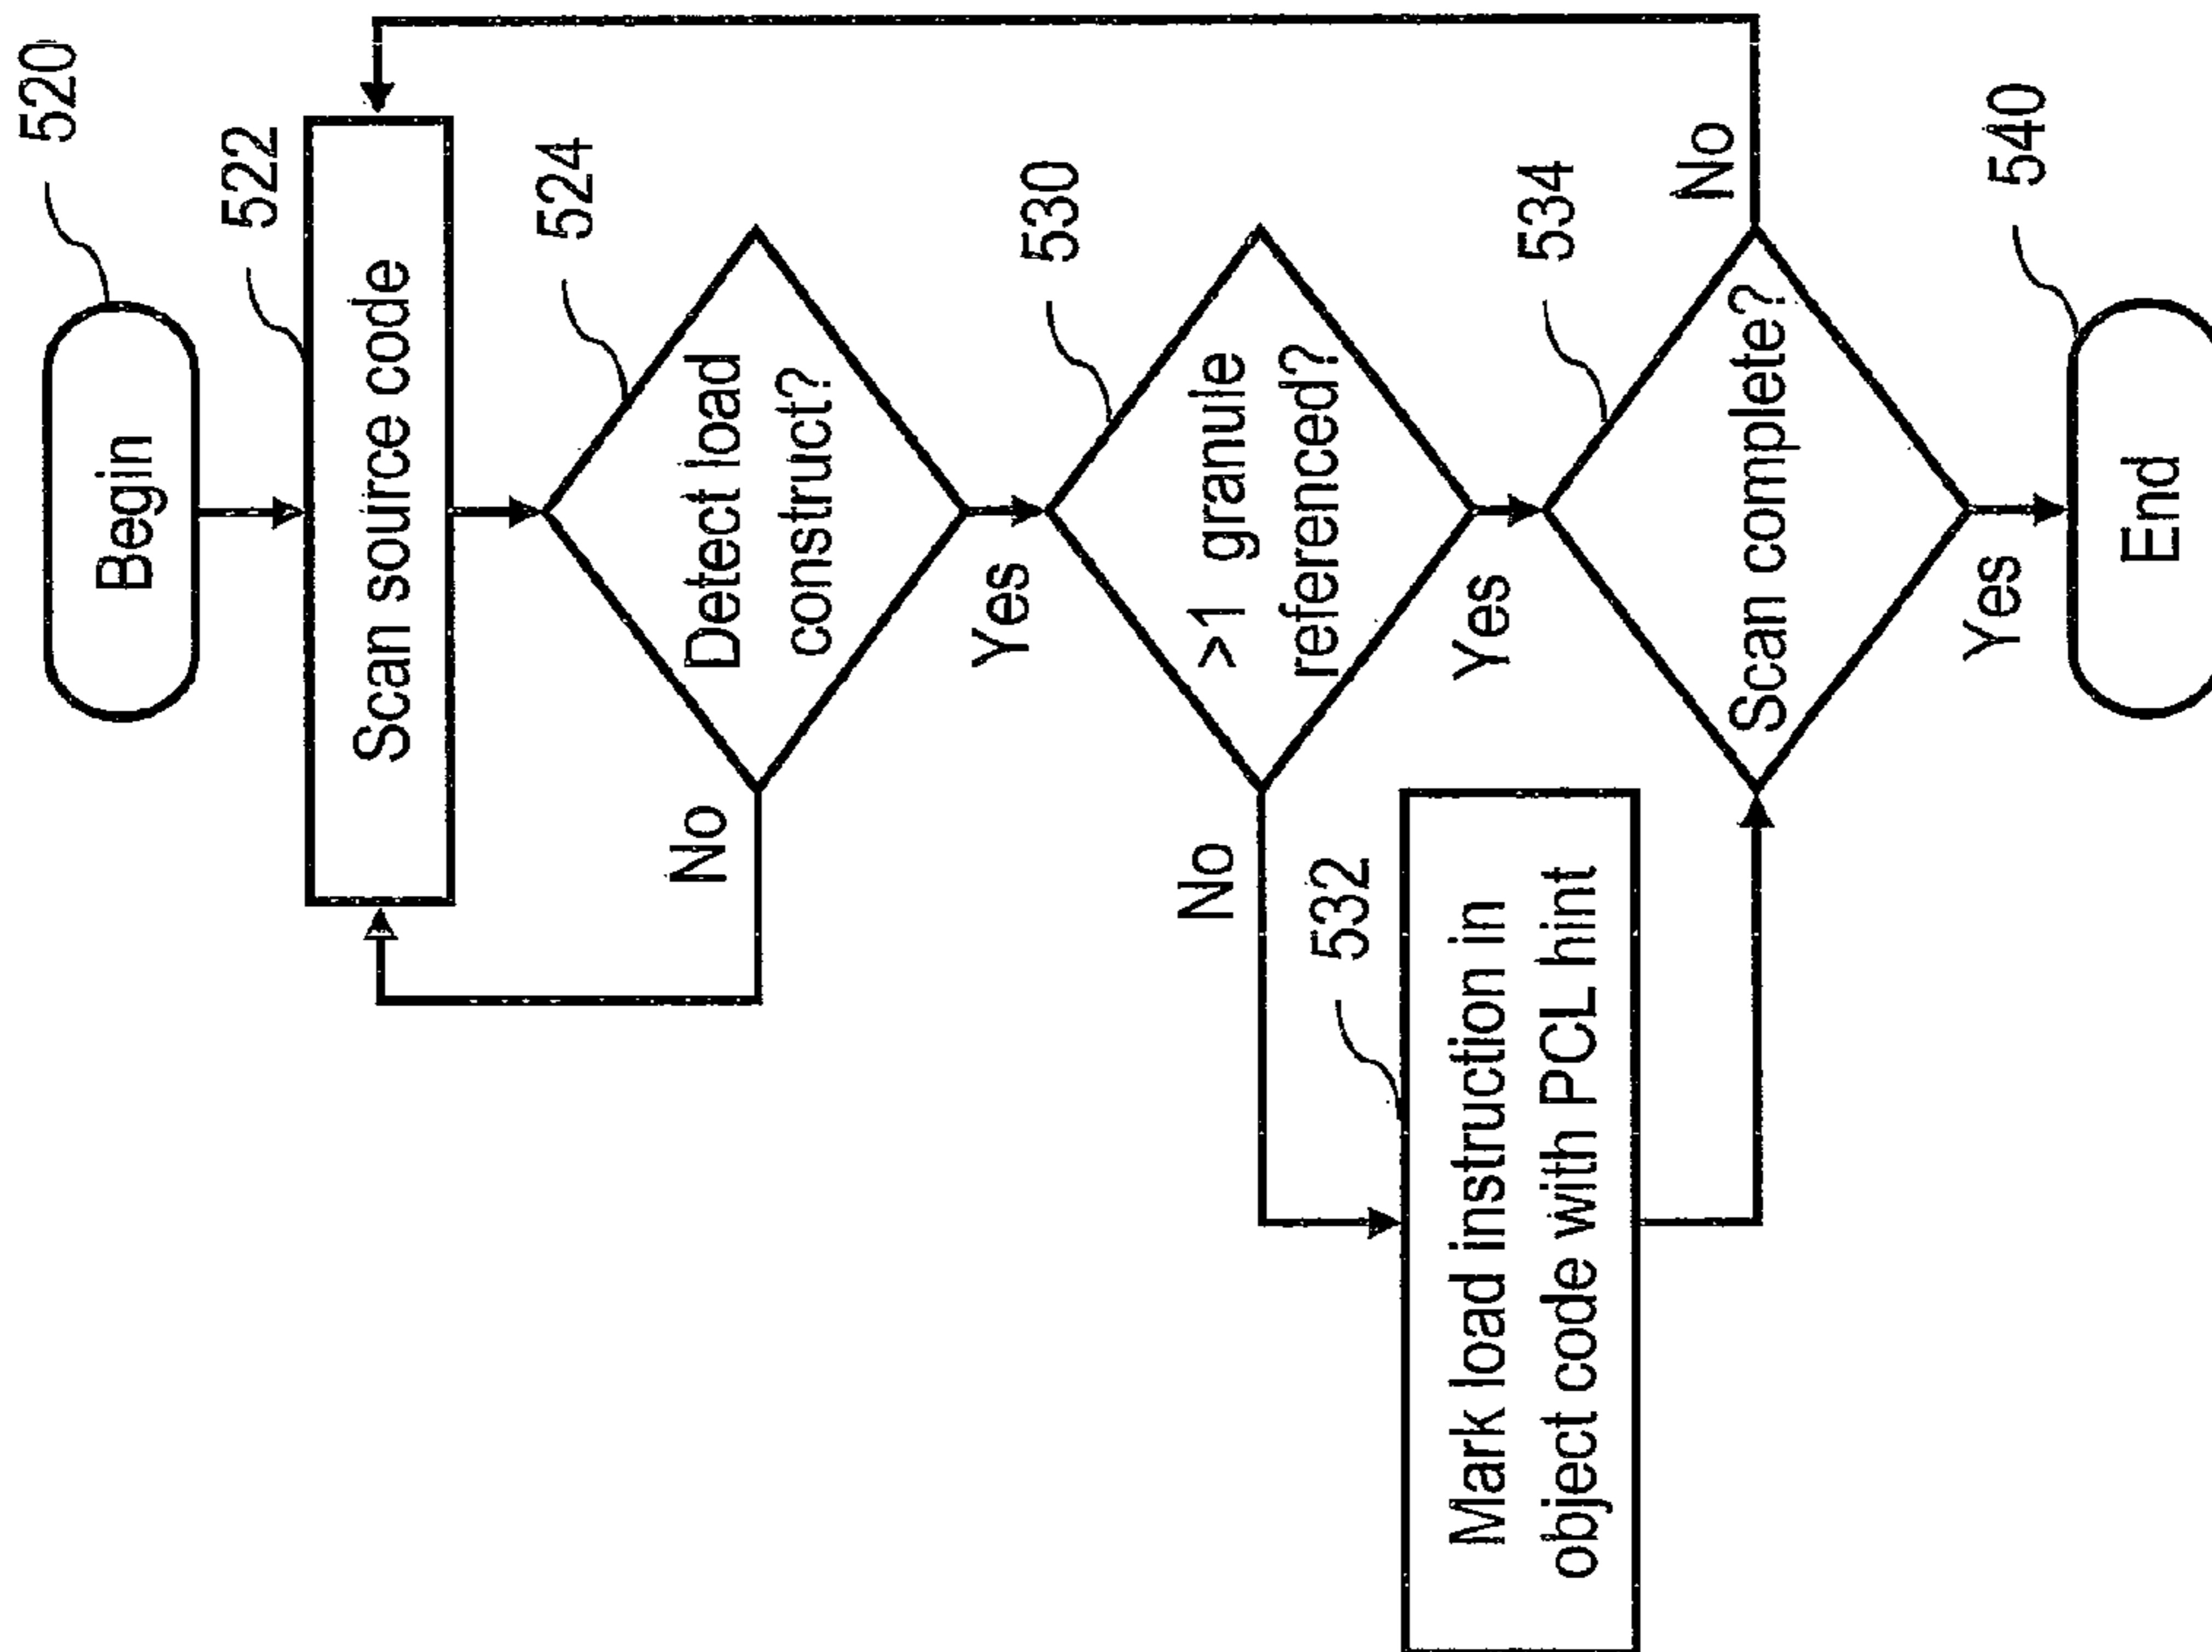 520
Begin
522
Scan source code
524
Detect load
construct?
No
Yes
530
>1 granule
referenced?
No
Yes
532
Mark load instruction in
object code with PCL hint
534
Scan complete?
No
Yes
540
End